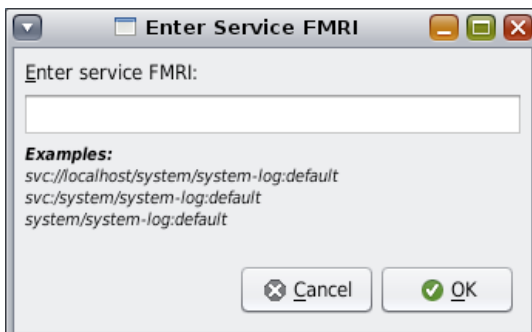 Enter Service FMRI
Enter service FMRI:
Examples:
svc://localhost/system/system-log:default
svc:/system/system-log:default
system/system-log:default
Cancel
OK